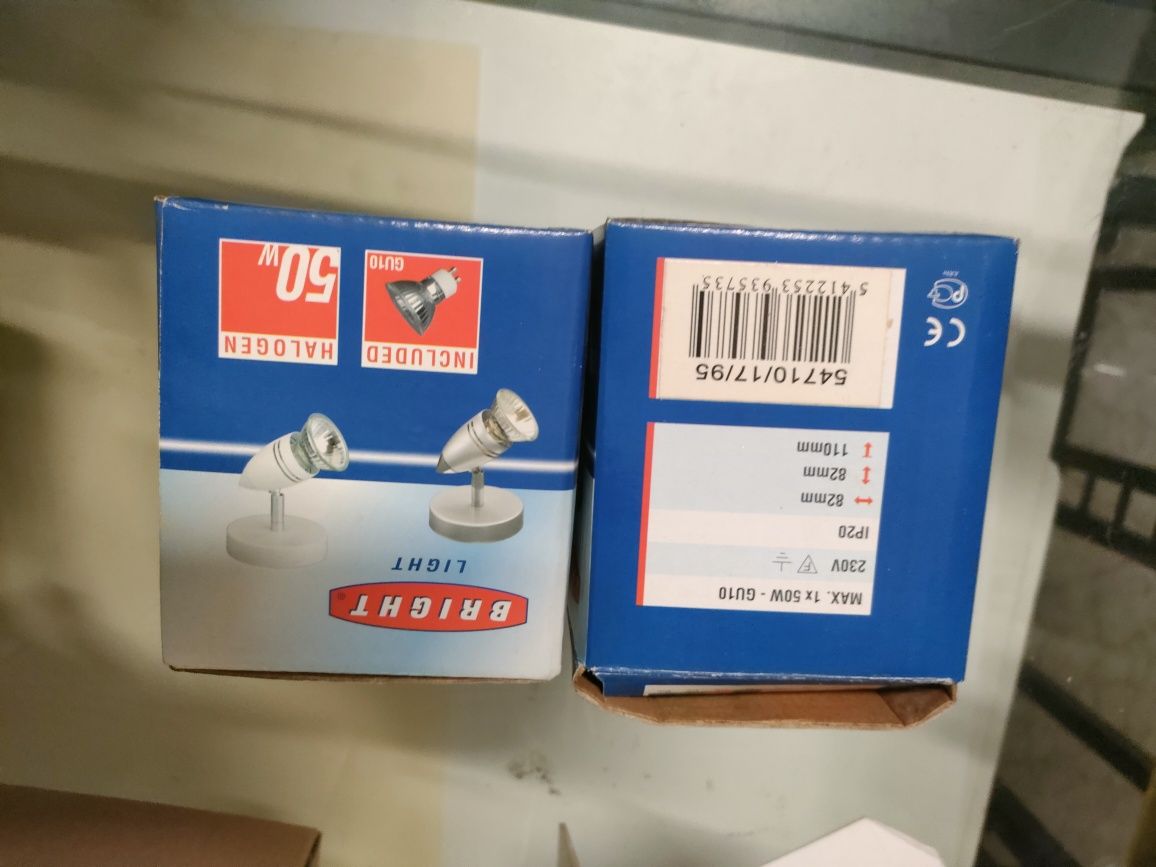 BRIGHT®
LIGHT
INCLUDED
GU10
HALOGEN
50W
MAX. 1x 50W - GU10
230V F
IP20
82mm
82mm
110mm
54710/17/95
5 412253 935735
CE
PC